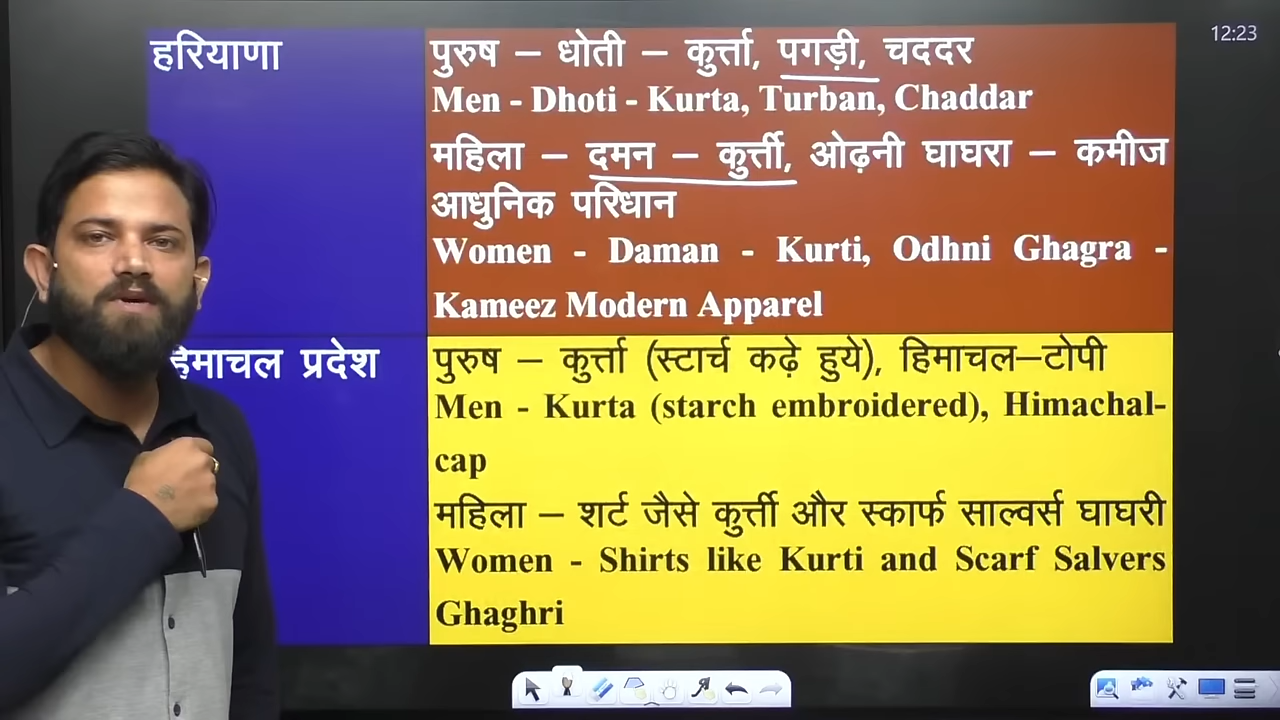 12:23
हरियाणा
पुरुष – धोती – कुर्त्ता, पगड़ी, चददर
Men - Dhoti - Kurta, Turban, Chaddar
महिला – दमन – कुर्त्ती, ओढ़नी घाघरा – कमीज
आधुनिक परिधान
Women - Daman - Kurti, Odhni Ghagra -
Kameez Modern Apparel
हिमाचल प्रदेश
पुरुष – कुर्त्ता (स्टार्च कढ़े हुये), हिमाचल–टोपी
Men - Kurta (starch embroidered), Himachal-
cap
महिला – शर्ट जैसे कुर्त्ती और स्कार्फ साल्वर्स घाघरी
Women - Shirts like Kurti and Scarf Salvers
Ghaghri